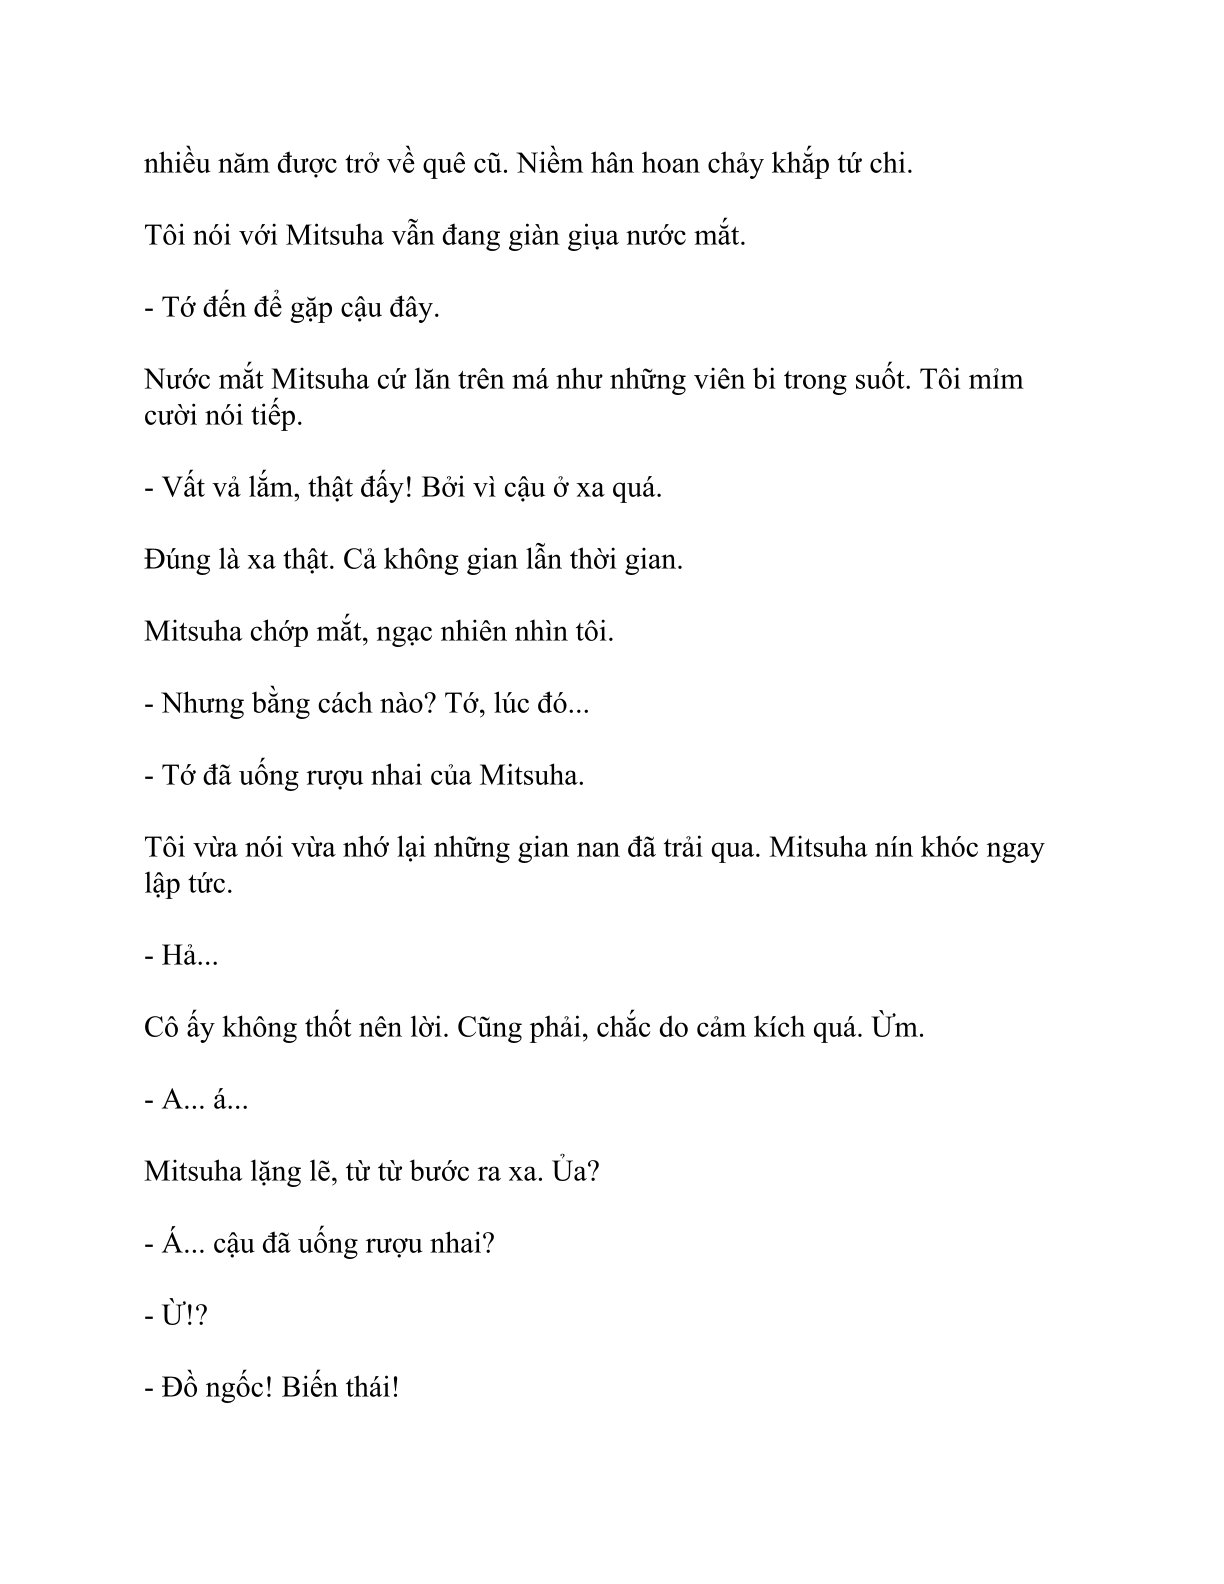 nhiều năm được trở về quê cũ. Niềm hân hoan chảy khắp tứ chi.
Tôi nói với Mitsuha vẫn đang giàn giụa nước mắt.
- Tớ đến để gặp cậu đây.
Nước mắt Mitsuha cứ lăn trên má như những viên bi trong suốt. Tôi mỉm
cười nói tiếp.
- Vất vả lắm, thật đấy! Bởi vì cậu ở xa quá.
Đúng là xa thật. Cả không gian lẫn thời gian.
Mitsuha chớp mắt, ngạc nhiên nhìn tôi.
- Nhưng bằng cách nào? Tớ, lúc đó...
- Tớ đã uống rượu nhai của Mitsuha.
Tôi vừa nói vừa nhớ lại những gian nan đã trải qua. Mitsuha nín khóc ngay
lập tức.
- Hả...
Cô ấy không thốt nên lời. Cũng phải, chắc do cảm kích quá. Ừm.
- A... á...
Mitsuha lặng lẽ, từ từ bước ra xa. Ủa?
- Á... cậu đã uống rượu nhai?
- Ừ!?
- Đồ ngốc! Biến thái!